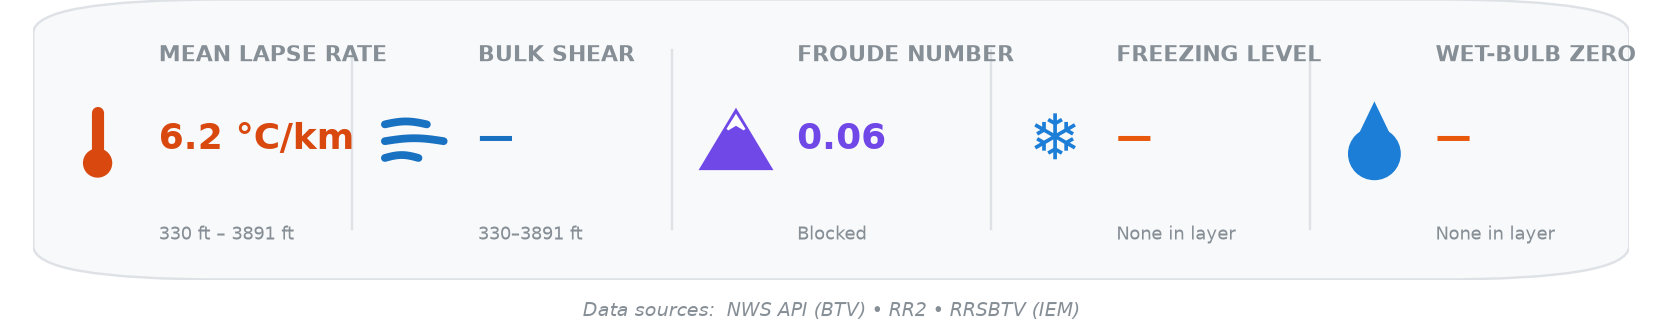 MEAN LAPSE RATE
6.2 °C/km
330 ft – 3891 ft
BULK SHEAR
—
330–3891 ft
FROUDE NUMBER
0.06
Blocked
FREEZING LEVEL
—
None in layer
WET-BULB ZERO
—
None in layer
Data sources:  NWS API (BTV) • RR2 • RRSBTV (IEM)